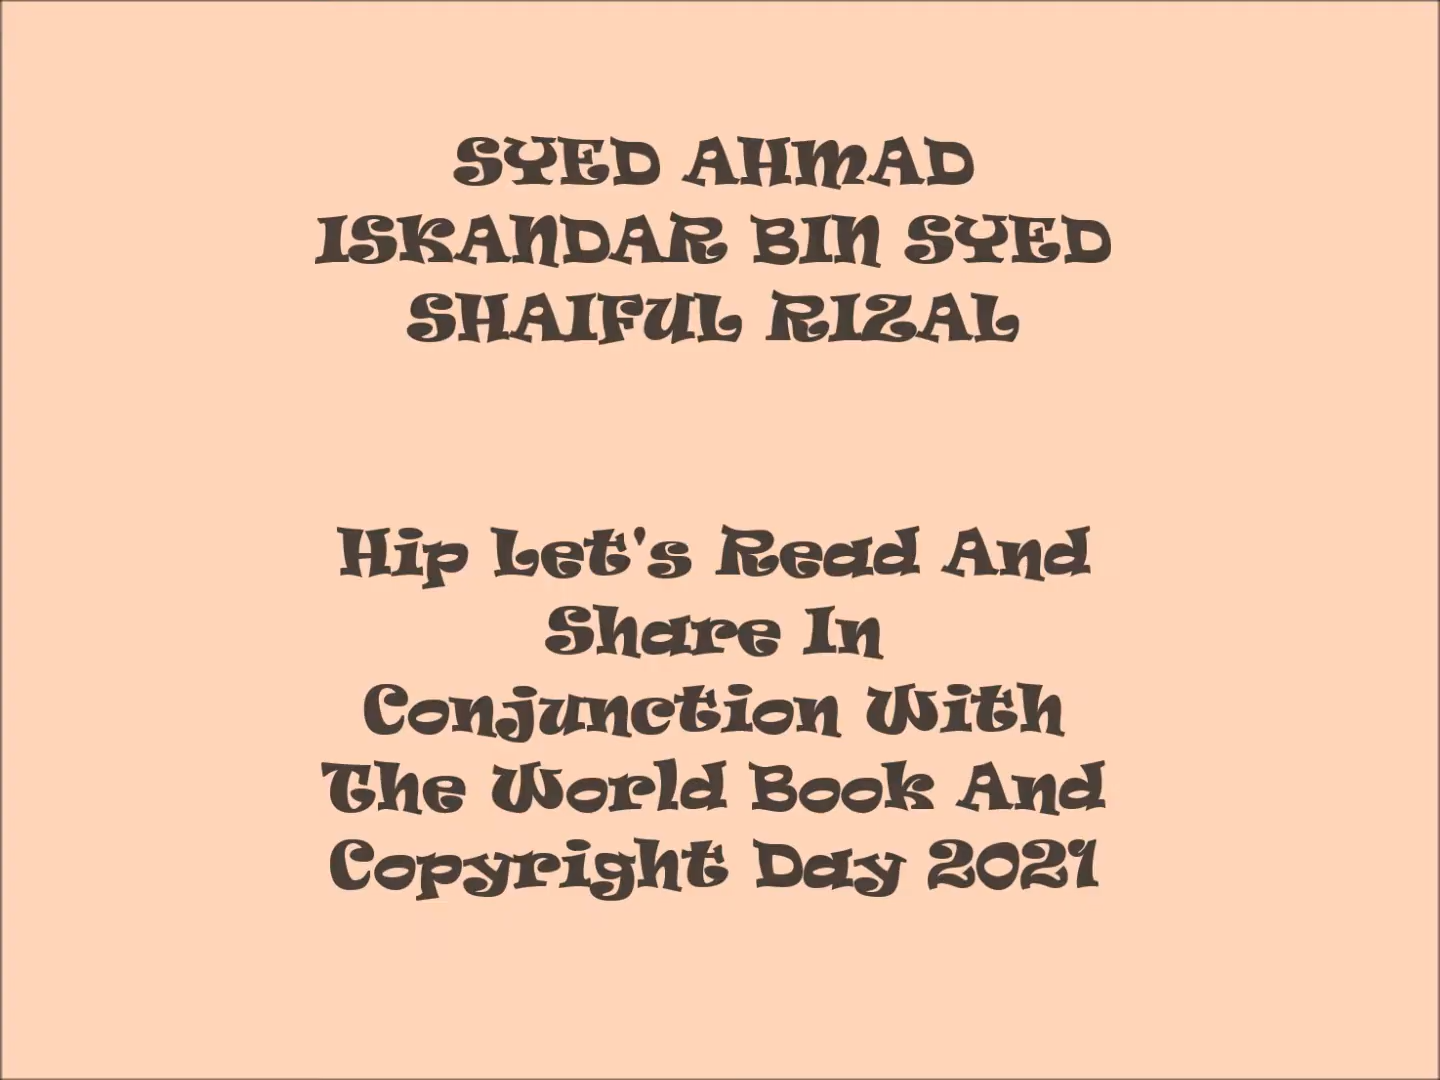 SYED AHMAD
ISKANDAR BIN SYED
SHAIFUL RIZAL
Hip Let's Read And
Share In
Conjunction With
The World Book And
Copyright Day 2021